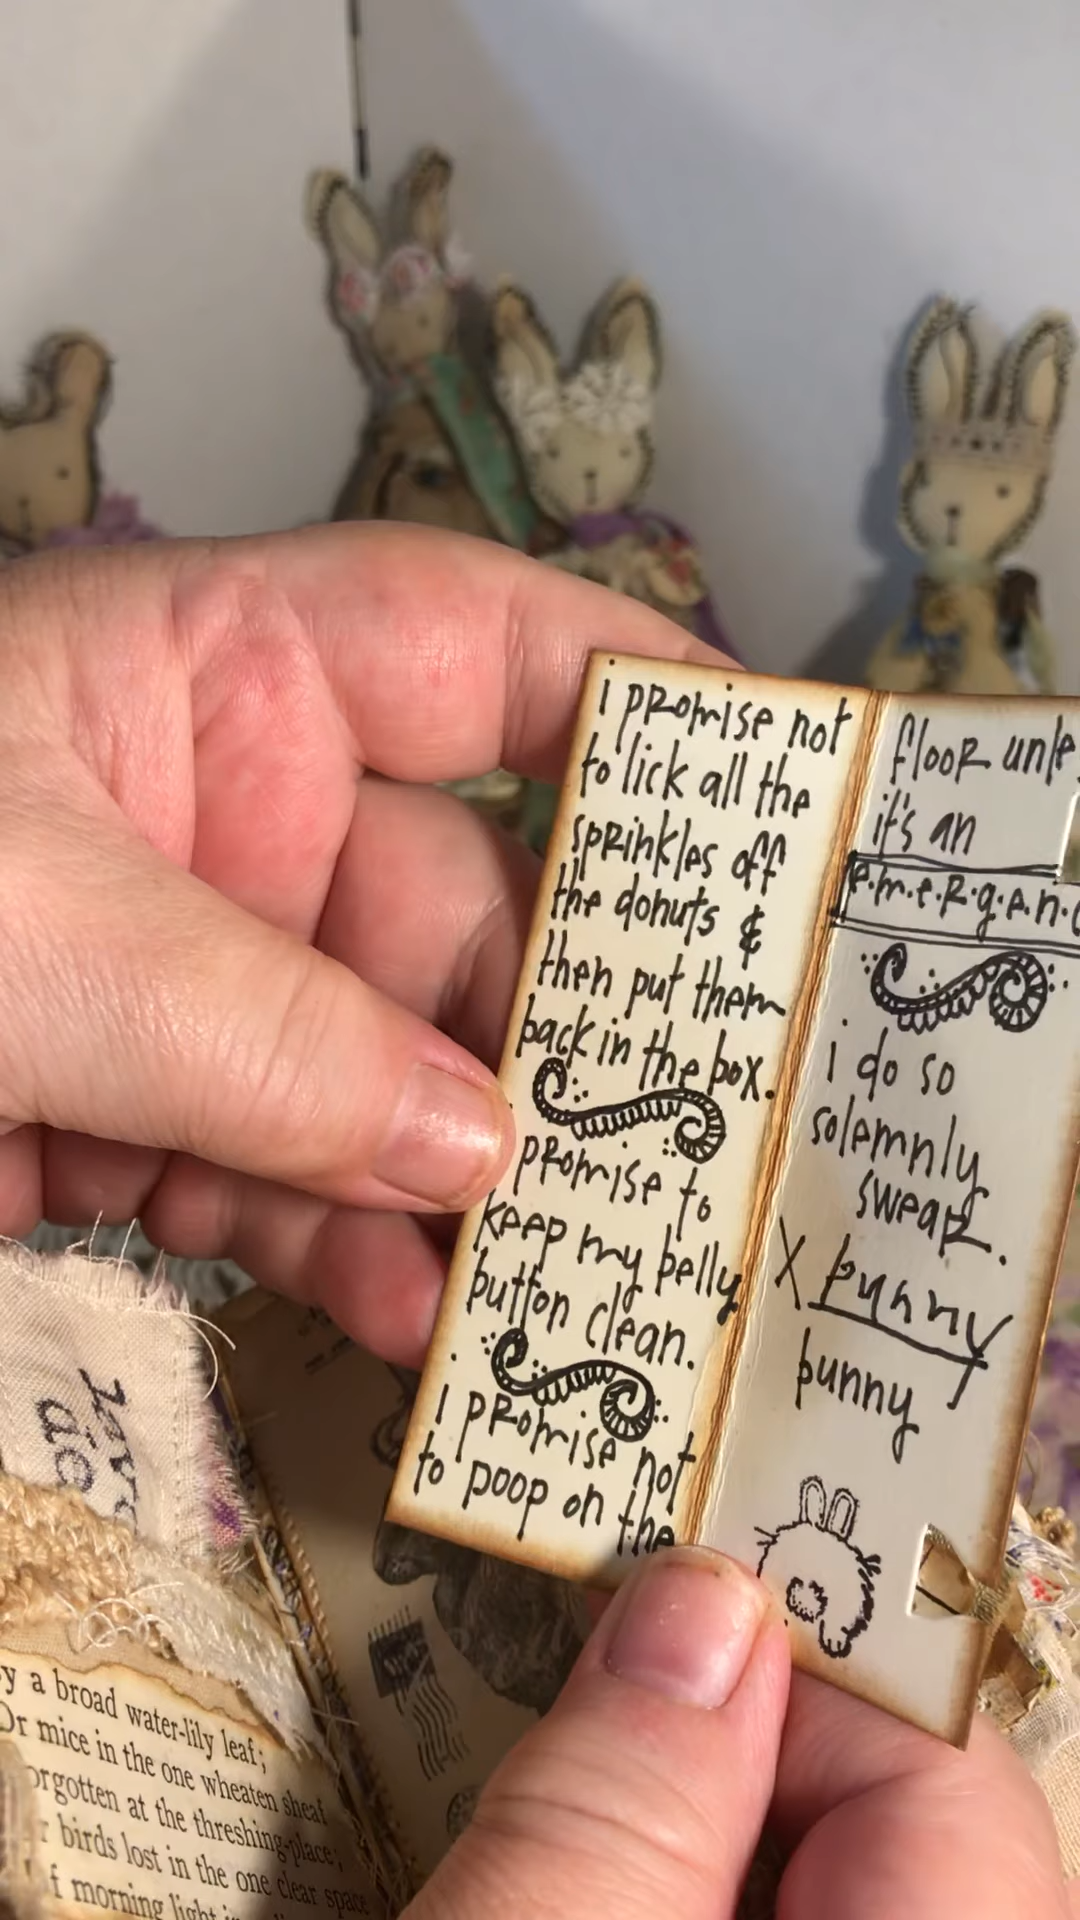 i promise not
to lick all the
sprinkles off
the donuts &
then put them
back in the box.
promise to
keep my belly
button clean.
i promise not
to poop on the
floor
it's an
i do so
solemnly
swear.
X bunny
bunny
y a broad water-lily leaf;
Or mice in the one wheaten sheaf
orgotten at the threshing-place;
r birds lost in the one clear space
f morning light